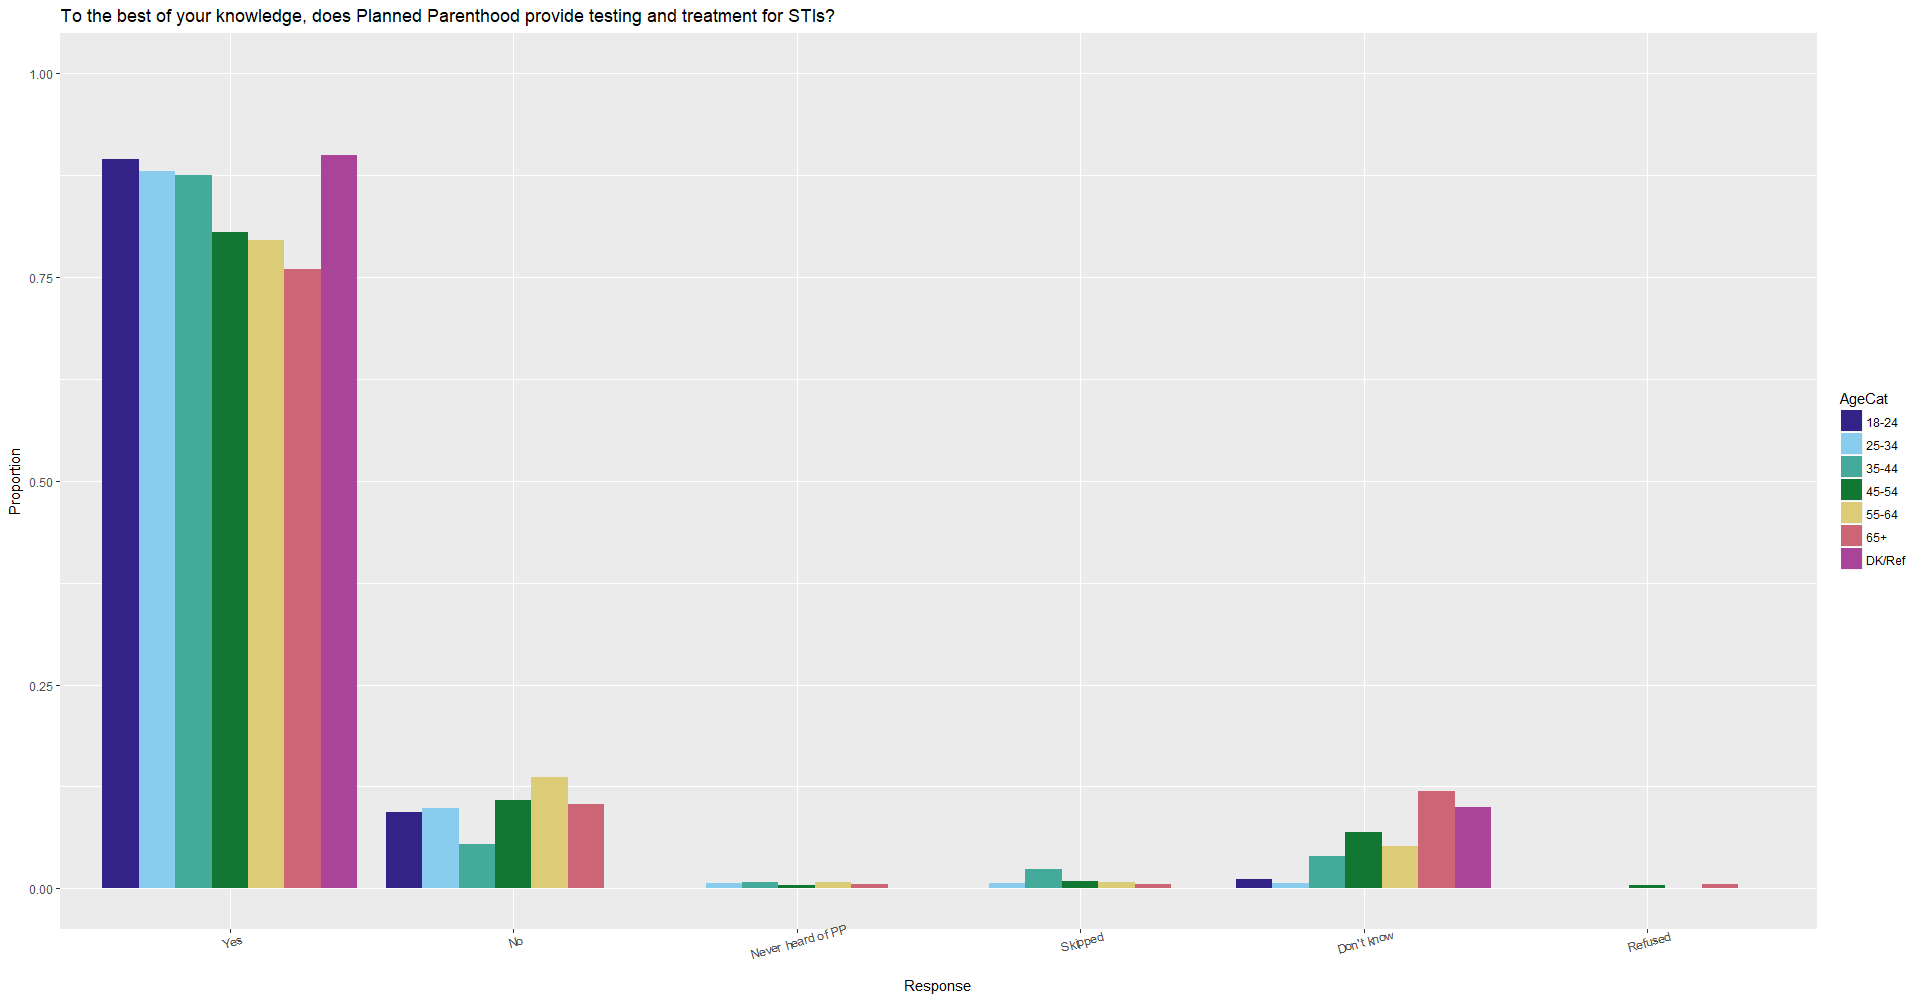 To the best of your knowledge, does Planned Parenthood provide testing and treatment for STIs?
1.00
0.75
0.50
0.25
0.00
Proportion
Yes
No
Never heard of PP
Skipped
Don't know
Refused
Response
AgeCat
18-24
25-34
35-44
45-54
55-64
65+
DK/Ref